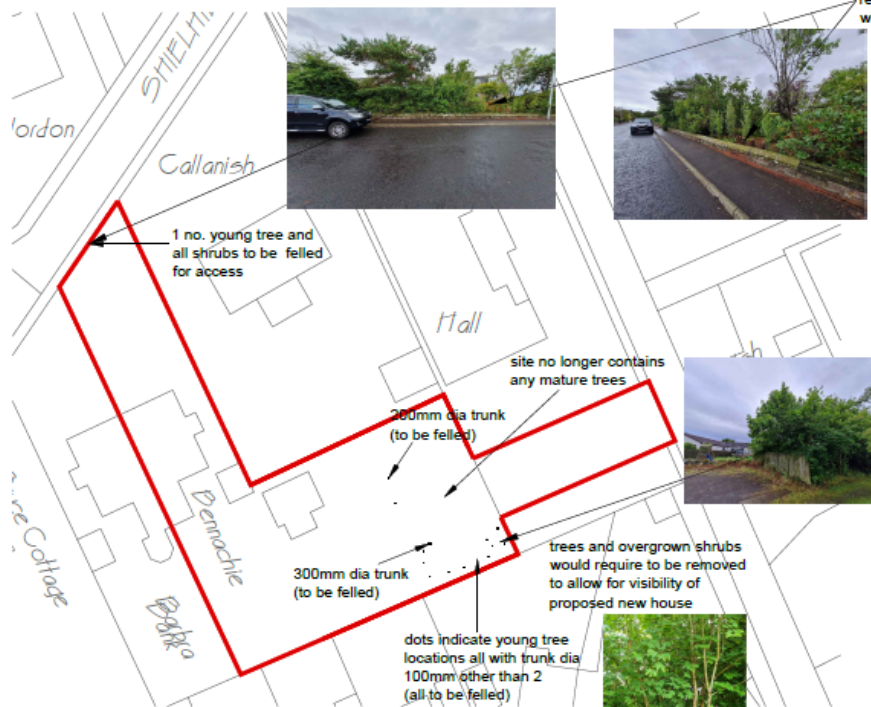 w
SHIELHI
lordon
Callanish
1 no. young tree and
all shrubs to be felled
for access
Hall
site no longer contains
any mature trees
200mm dia trunk
(to be felled)
Bennachie
300mm dia trunk
(to be felled)
trees and overgrown shrubs
would require to be removed
to allow for visibility of
proposed new house
Cottage
dots indicate young tree
locations all with trunk dia
100mm other than 2
(all to be felled)